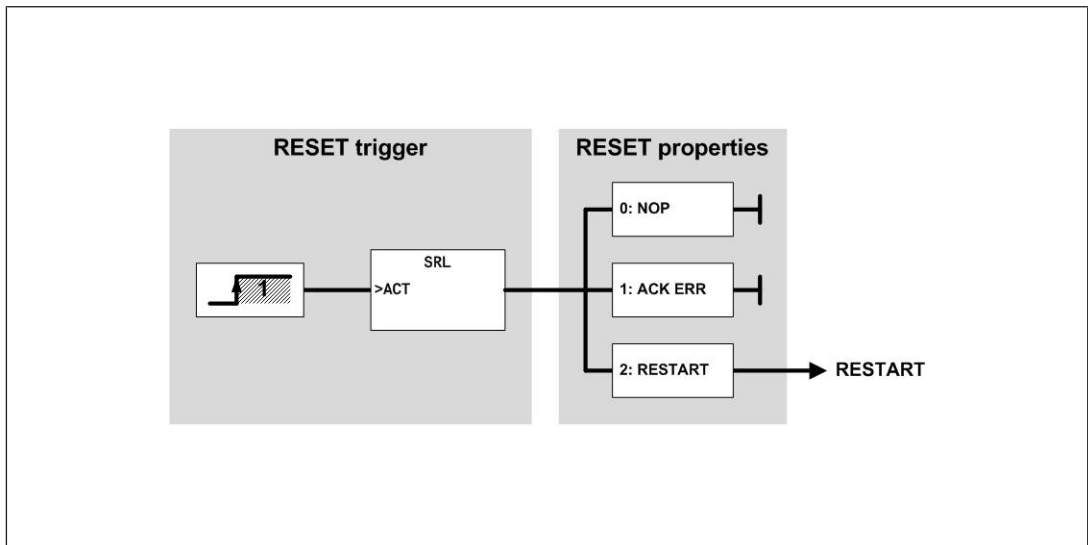 RESET trigger
RESET properties
0: NOP
SRL
1
>ACT
1: ACK ERR
2: RESTART
RESTART